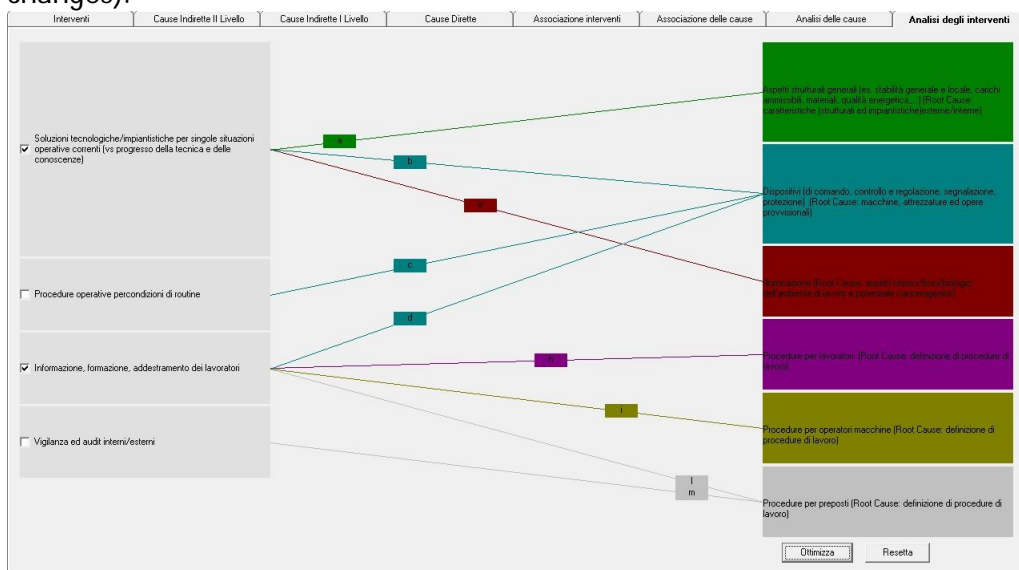 changes).
Interventi
Cause Indirette II Livello
Cause Indirette I Livello
Cause Dirette
Associazione interventi
Associazione delle cause
Analisi delle cause
Analisi degli interventi
Soluzioni tecnologiche/impiantistiche per singole situazioni
operative correnti (vs progresso della tecnica e delle
conoscenze)
Procedure operative percondizioni di routine
Informazione, formazione, addestramento dei lavoratori
Vigilanza ed audit interni/esterni
a
b
c
d
h
i
l
m
Aspetti strutturali generali (es. stabilità generale e locale, carichi
ammissibili, materiali, qualità energetica,...) (Root Cause:
caratteristiche (strutturali ed impiantistiche)esterne/interne)
Dispositivi (di comando, controllo e regolazione, segnalazione,
protezione). (Root Cause: macchine, attrezzature ed opere
provvisionali)
Illuminazione (Root Cause: aspetti chimici/fisici/biologici
dell'ambiente di lavoro e potenziale cancerogenico)
Procedure per lavoratori: (Root Cause: definizione di procedure di
lavoro)
Procedure per operatori macchine (Root Cause: definizione di
procedure di lavoro)
Procedure per preposti (Root Cause: definizione di procedure di
lavoro)
Ottimizza
Resetta